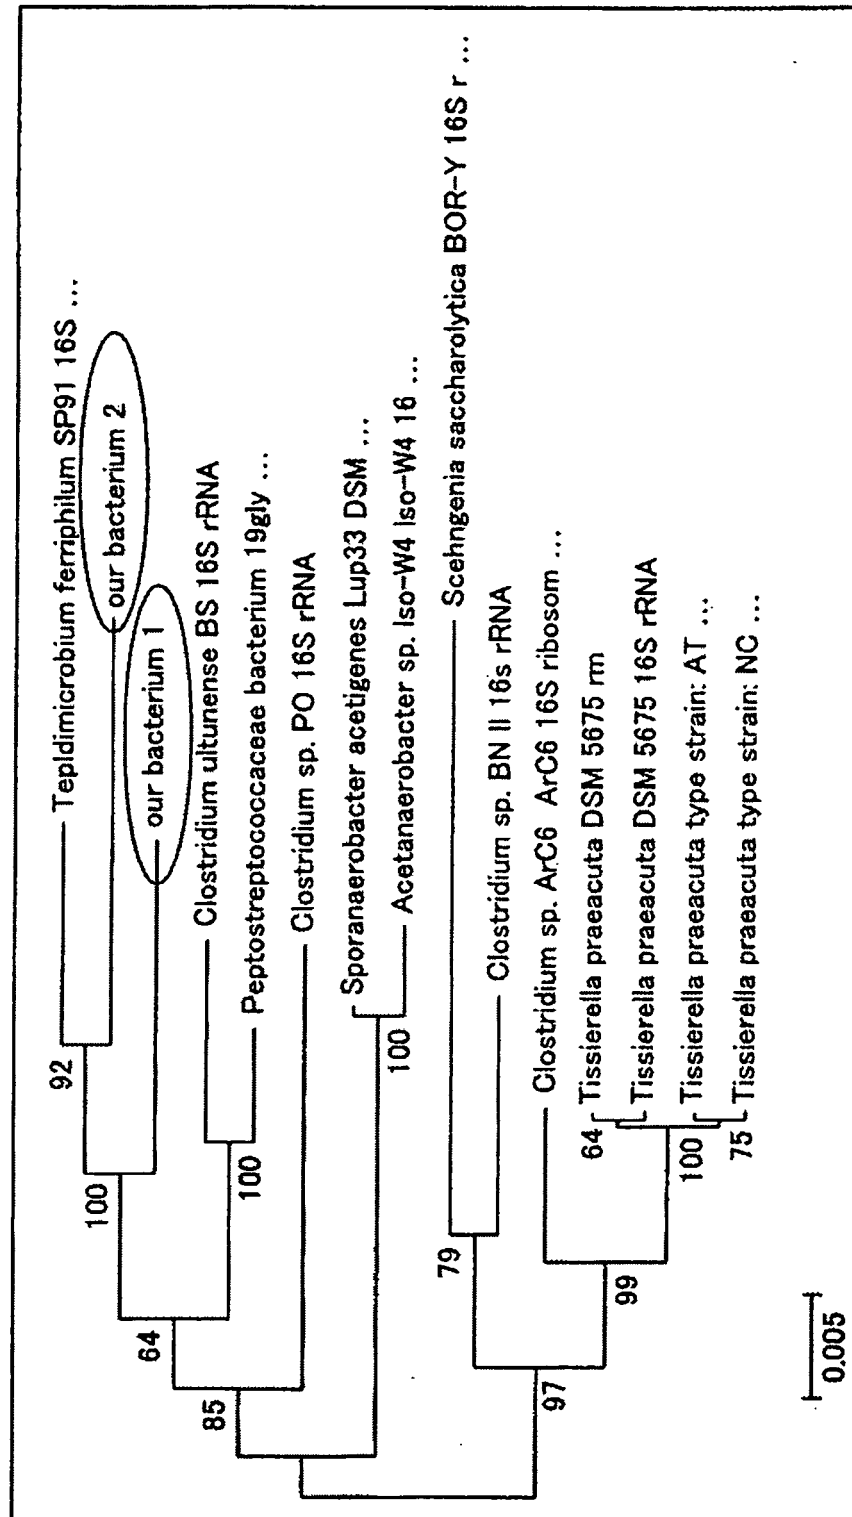 Tepldimicrobium ferriphilum SP91 16S ...
our bacterium 2
92
our bacterium 1
100
Clostridium ultunense BS 16S rRNA
Peptostreptococcaceae bacterium 19gly ...
100
64
Clostridium sp. PO 16S rRNA
85
Sporanaerobacter acetigenes Lup33 DSM ...
Acetanaerobacter sp. Iso-W4 Iso-W4 16 ...
100
Scehngenia saccharolytica BOR-Y 16S r ...
79
Clostridium sp. BN II 16s rRNA
Clostridium sp. ArC6 ArC6 16S ribosom ...
97
99
Tissierella praeacuta DSM 5675 rrn
64
Tissierella praeacuta DSM 5675 16S rRNA
Tissierella praeacuta type strain: AT ...
100
Tissierella praeacuta type strain: NC ...
75
0.005